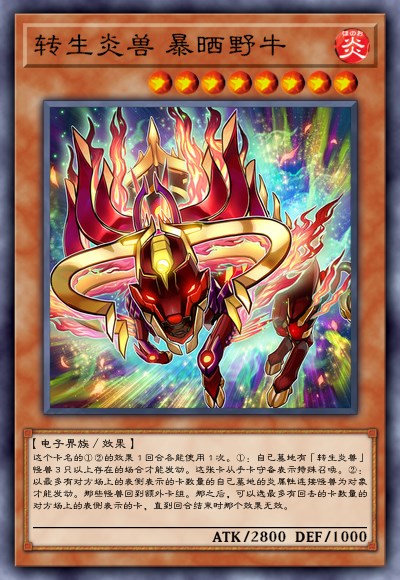 转生炎兽 暴晒野牛
炎
ほのお
【电子界族／效果】
这个卡名的①②的效果1回合各能使用1次。①：自己墓地有「转生炎兽」
怪兽3只以上存在的场合才能发动。这张卡从手卡守备表示特殊召唤。②：
以最多有对方场上的表侧表示的卡数量的自己墓地的炎属性连接怪兽为对象
才能发动。那些怪兽回到额外卡组。那之后，可以选最多有回去的卡数量的
对方场上的表侧表示的卡，直到回合结束时那个效果无效。
ATK/2800 DEF/1000